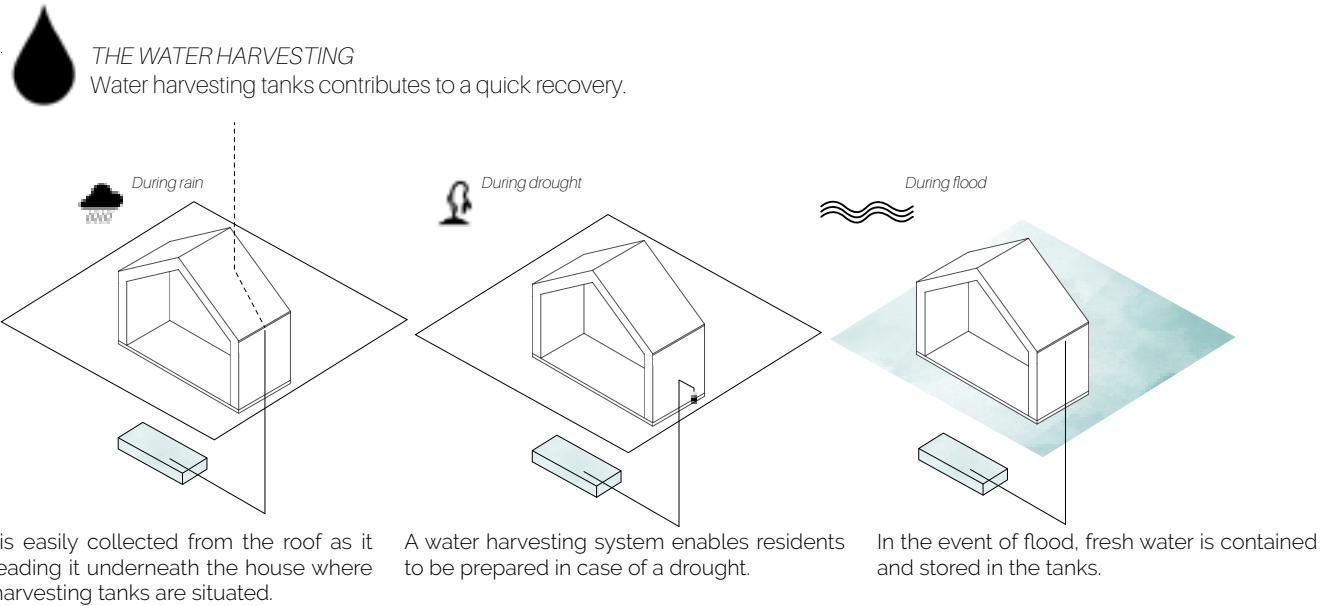 THE WATER HARVESTING
Water harvesting tanks contributes to a quick recovery.
During rain
During drought
During flood
is easily collected from the roof as it
eading it underneath the house where
harvesting tanks are situated.
A water harvesting system enables residents
to be prepared in case of a drought.
In the event of flood, fresh water is contained
and stored in the tanks.